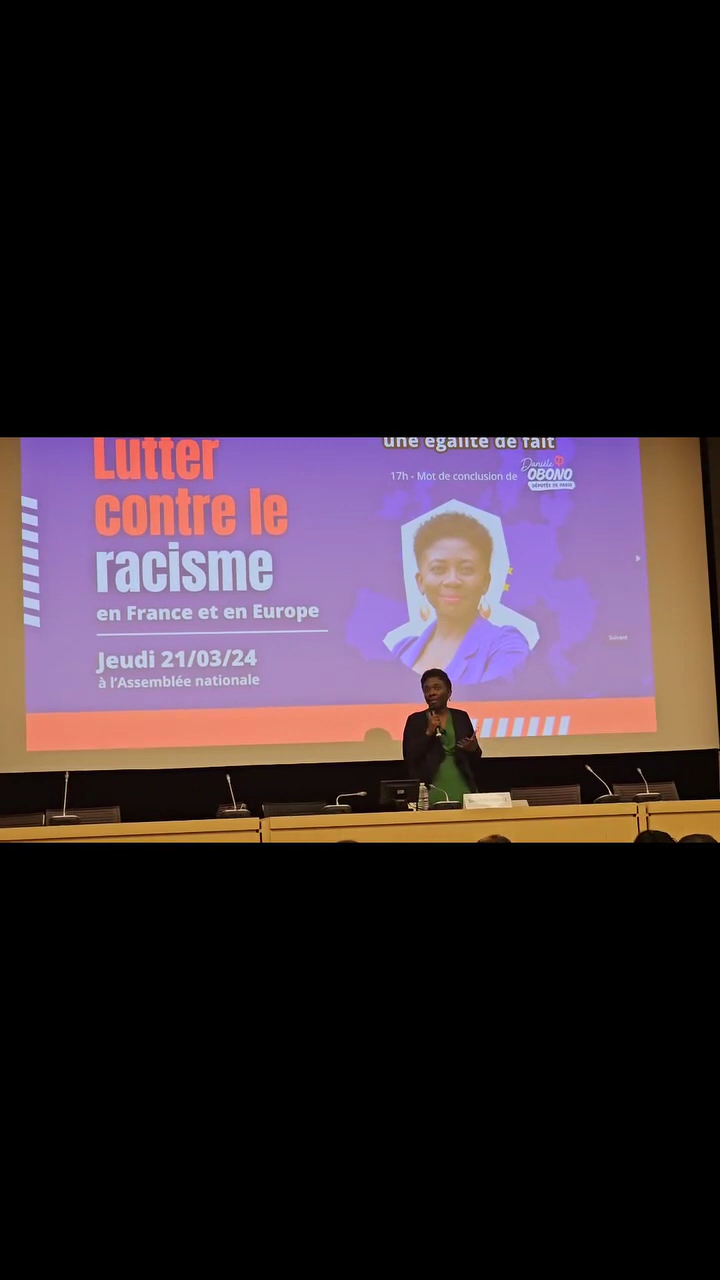 Lutter
contre le
racisme
en France et en Europe
Jeudi 21/03/24
à l'Assemblée nationale
une égalité de fait
17h - Mot de conclusion de
Danièle
OBONO
DÉPUTÉE DE PARIS
Suivant